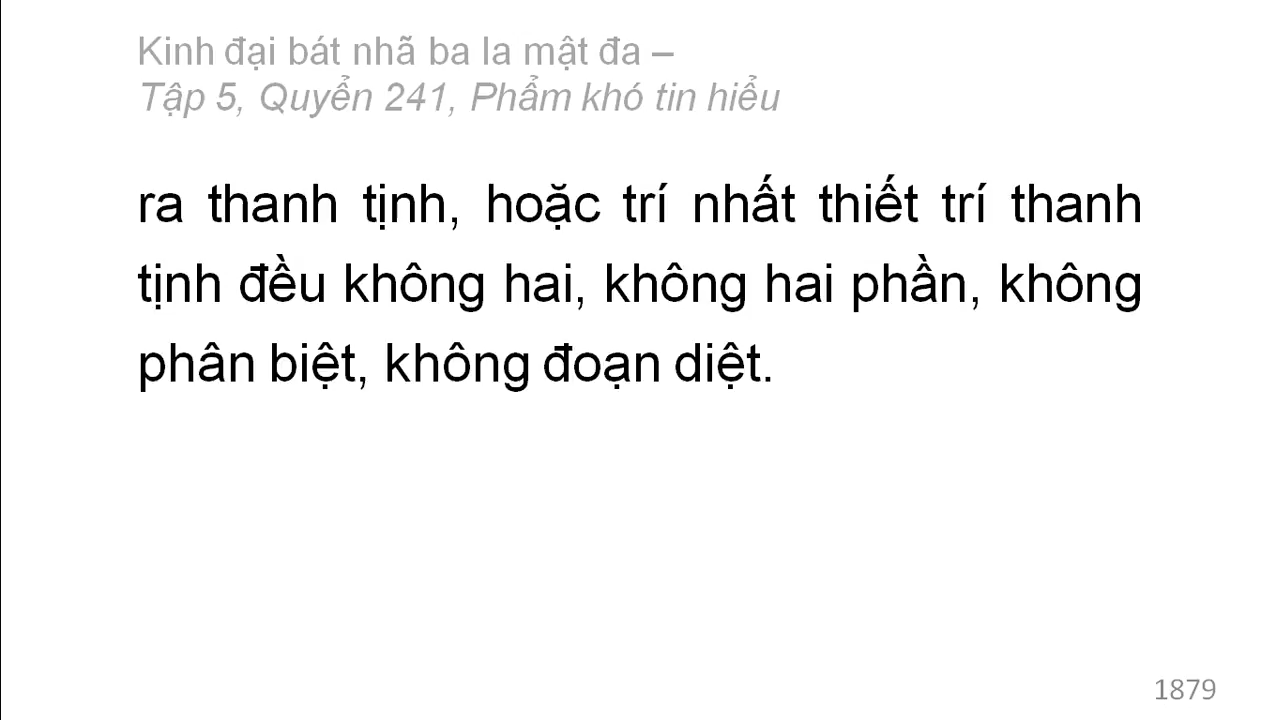 Kinh đại bát nhã ba la mật đa –
Tập 5, Quyển 241, Phẩm khó tin hiểu
ra thanh tịnh, hoặc trí nhất thiết trí thanh
tịnh đều không hai, không hai phần, không
phân biệt, không đoạn diệt.
1879